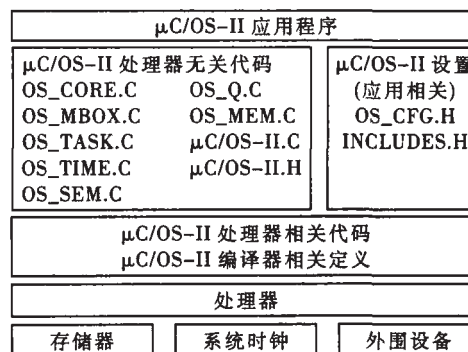 μC/OS-II 应用程序
μC/OS-II 处理器无关代码
OS_CORE.C OS_Q.C
OS_MBOX.C OS_MEM.C
OS_TASK.C μC/OS-II.C
OS_TIME.C μC/OS-II.H
OS_SEM.C
μC/OS-II 设置
(应用相关)
OS_CFG.H
INCLUDES.H
μC/OS-II 处理器相关代码
μC/OS-II 编译器相关定义
处理器
存储器 系统时钟 外围设备